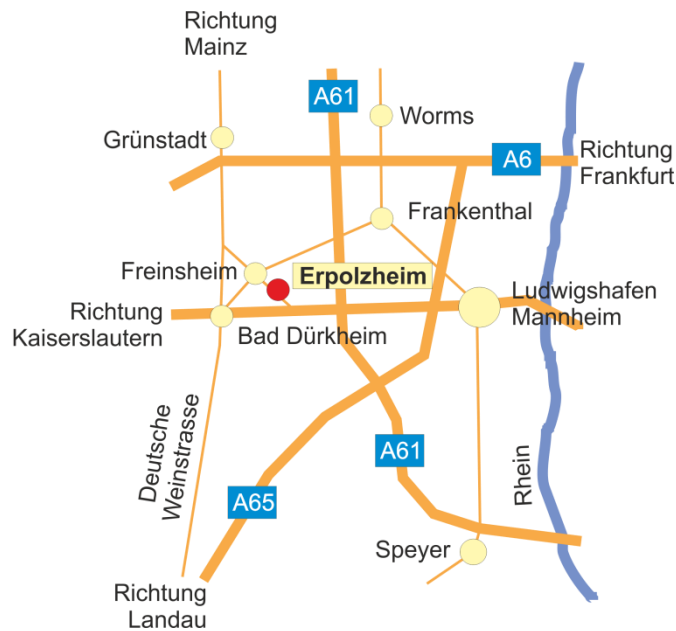 Richtung
Mainz
A61
Worms
Grünstadt
A6
Richtung
Frankfurt
Frankenthal
Freinsheim
Erpolzheim
Ludwigshafen
Mannheim
Richtung
Kaiserslautern
Bad Dürkheim
Deutsche
Weinstrasse
A61
Rhein
A65
Speyer
Richtung
Landau